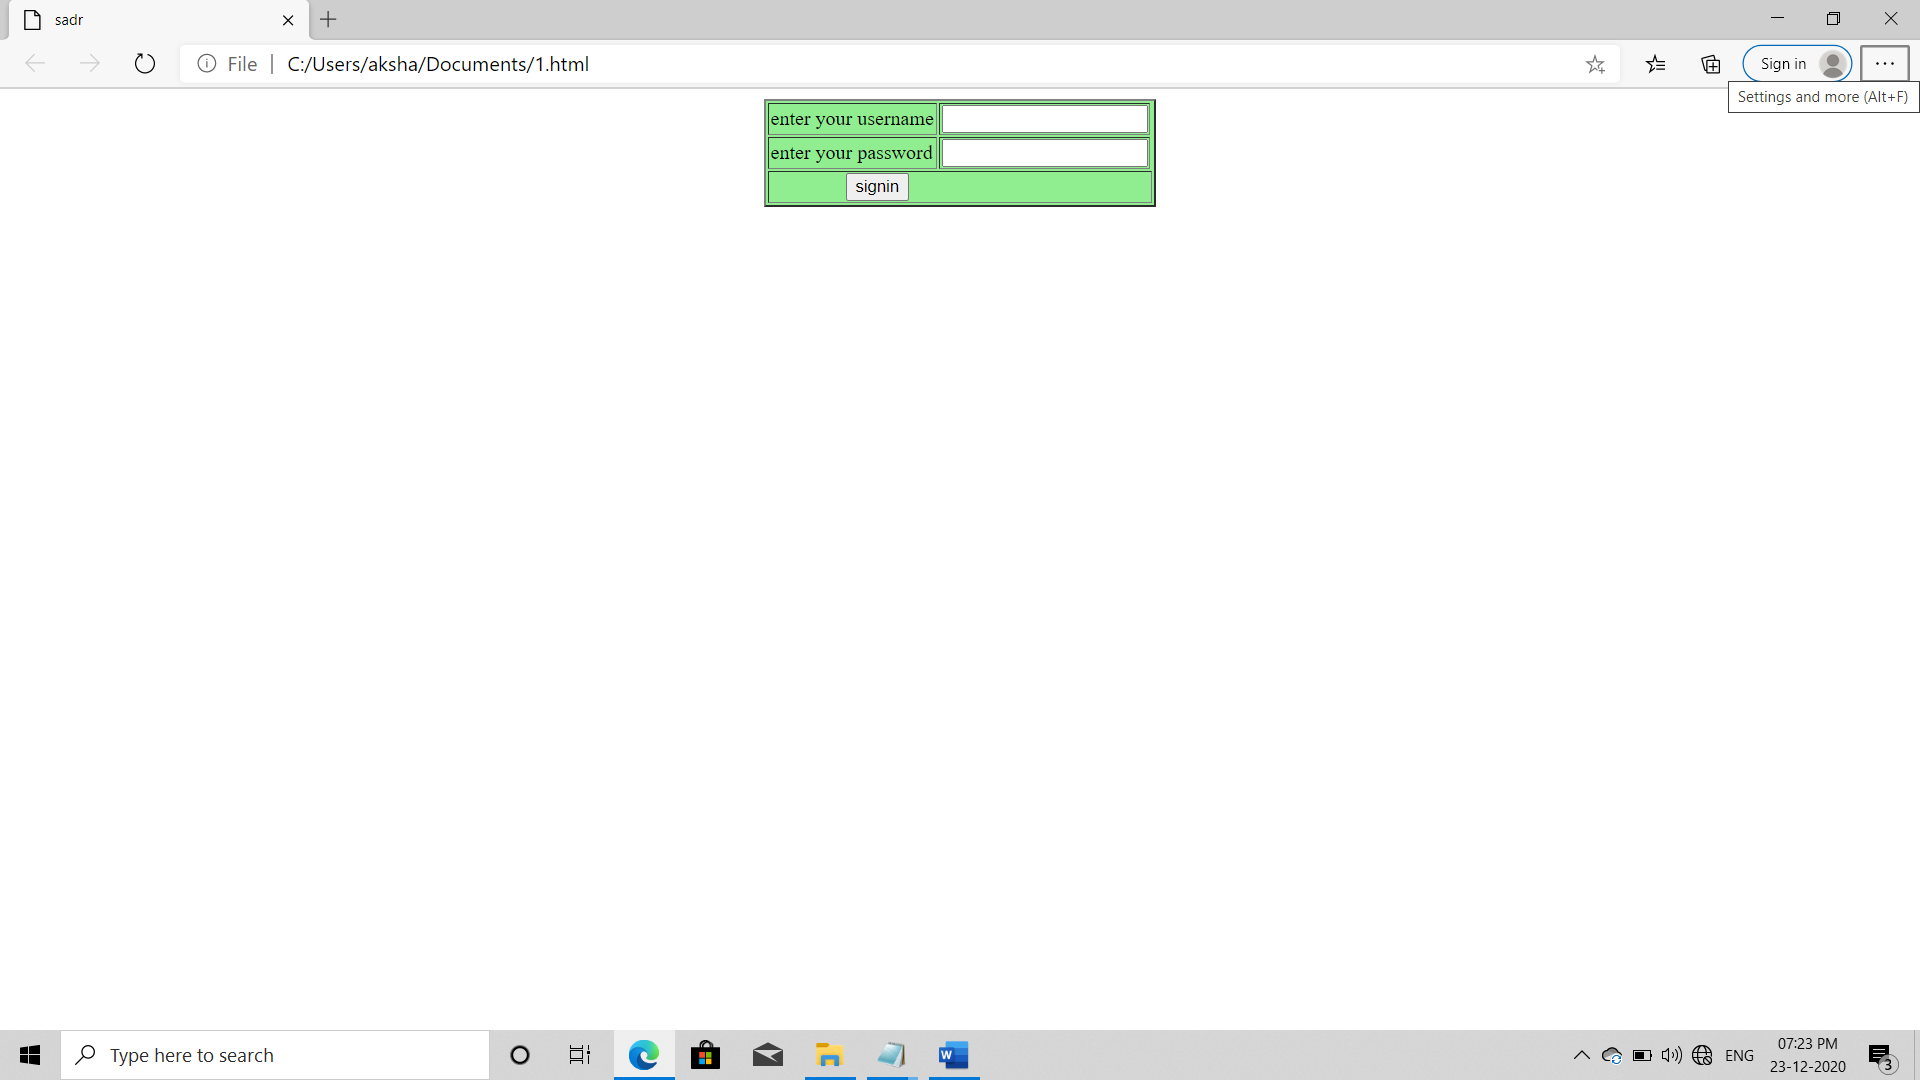 sadr
File
C:/Users/aksha/Documents/1.html
Sign in
Settings and more (Alt+F)
enter your username
enter your password
signin
Type here to search
W
ENG
07:23 PM
23-12-2020
3